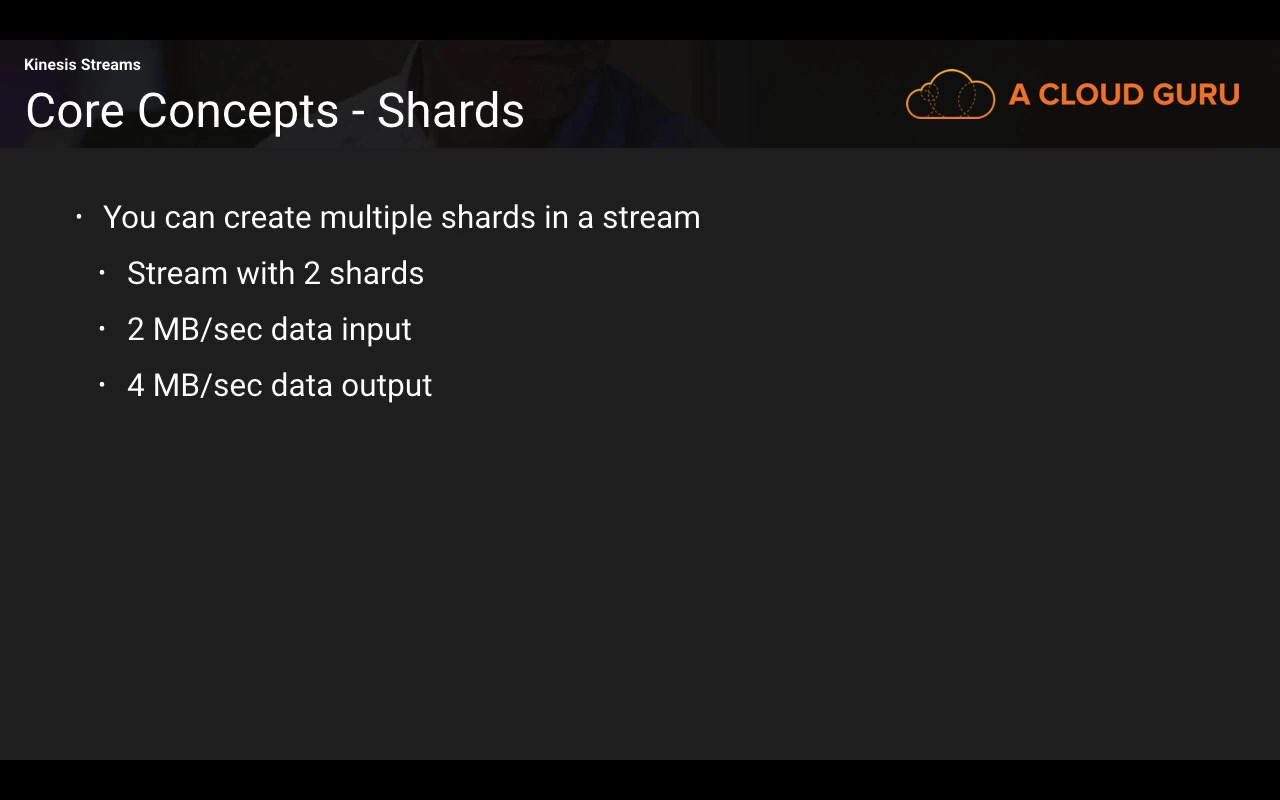 Kinesis Streams
Core Concepts - Shards
A CLOUD GURU
· You can create multiple shards in a stream
· Stream with 2 shards
· 2 MB/sec data input
· 4 MB/sec data output